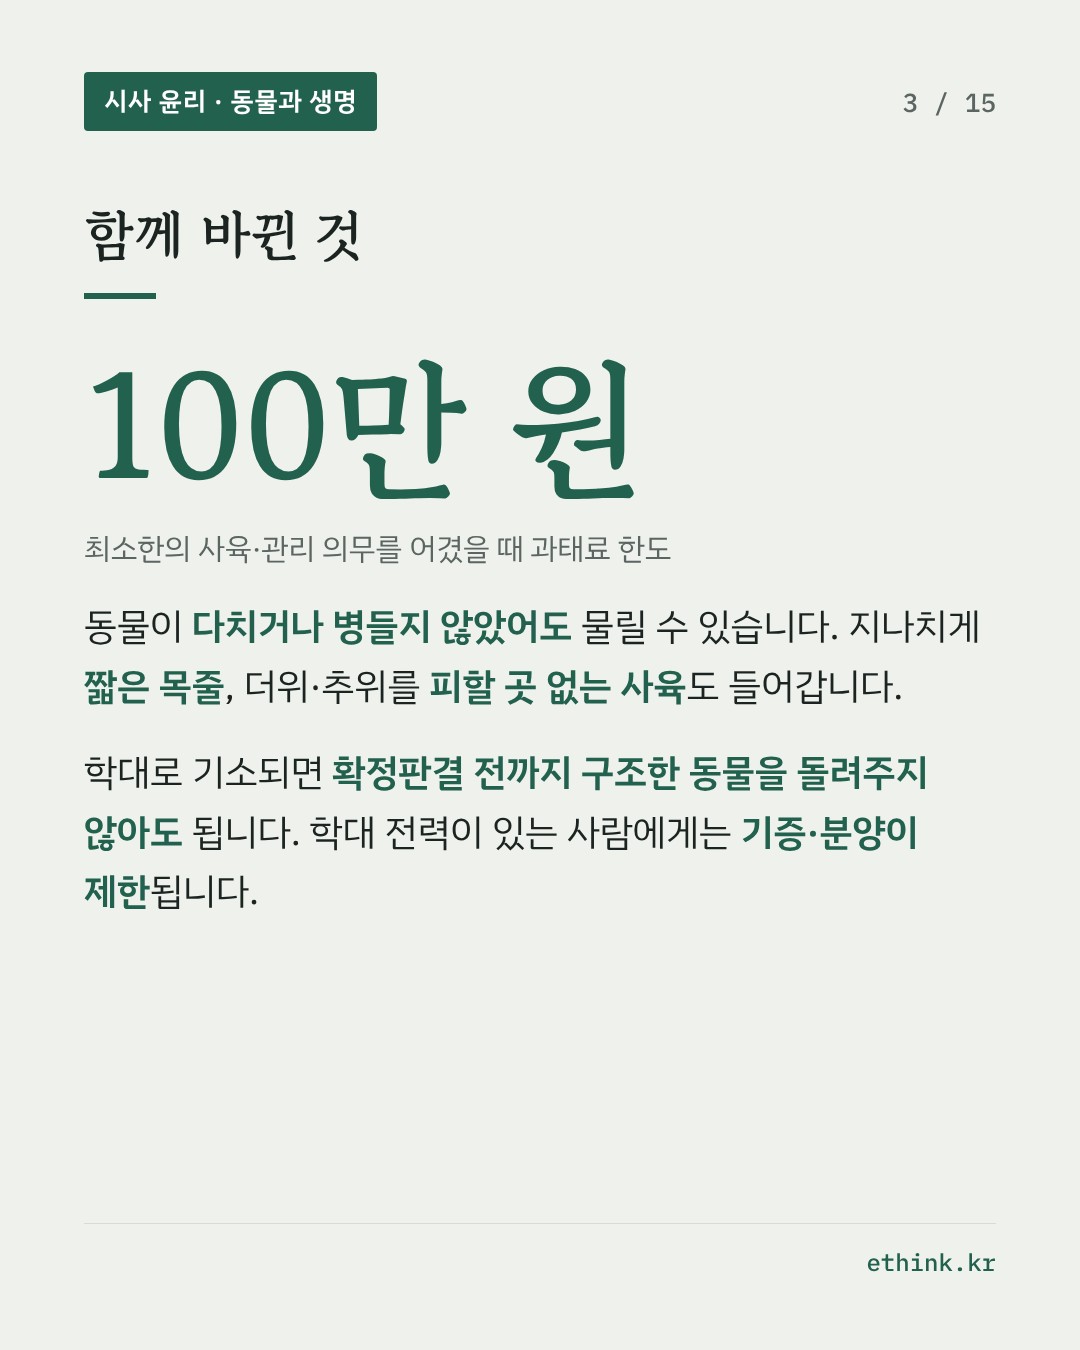 시사 윤리 · 동물과 생명
3 / 15
함께 바뀐 것
100만 원
최소한의 사육·관리 의무를 어겼을 때 과태료 한도
동물이 다치거나 병들지 않았어도 물릴 수 있습니다. 지나치게
짧은 목줄, 더위·추위를 피할 곳 없는 사육도 들어갑니다.
학대로 기소되면 확정판결 전까지 구조한 동물을 돌려주지
않아도 됩니다. 학대 전력이 있는 사람에게는 기증·분양이
제한됩니다.
ethink.kr